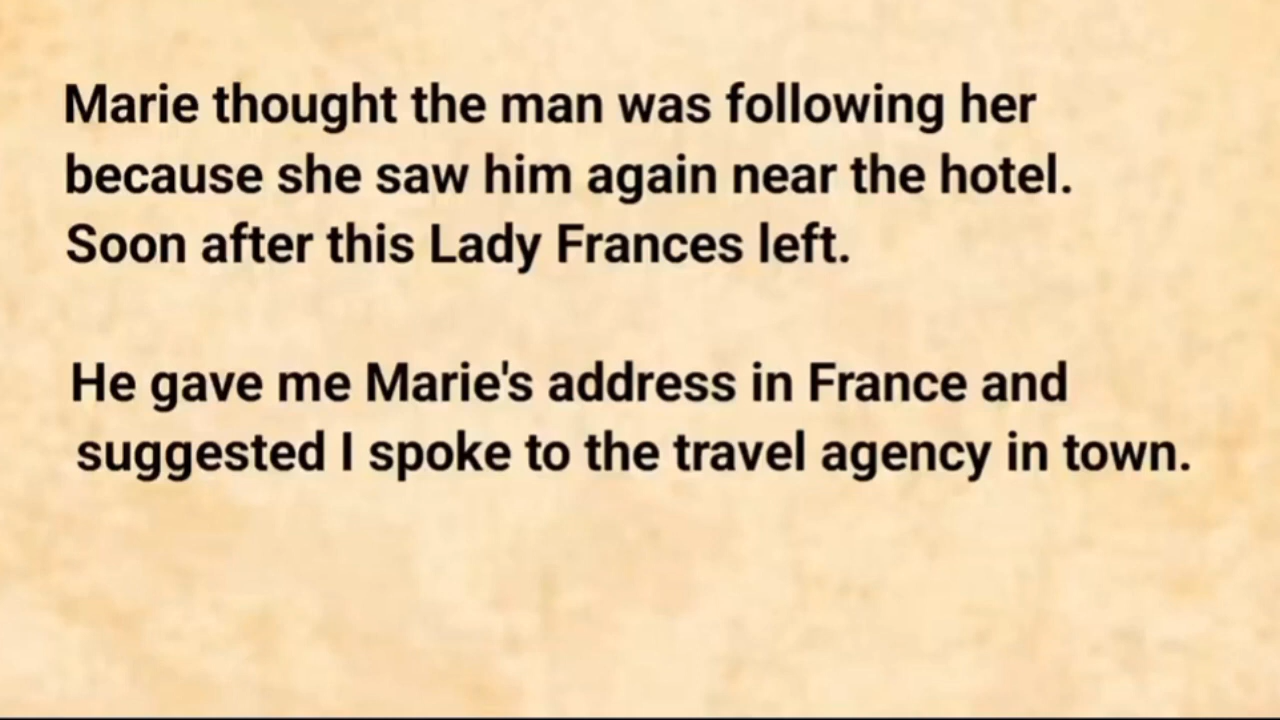 Marie thought the man was following her
because she saw him again near the hotel.
Soon after this Lady Frances left.
He gave me Marie's address in France and
suggested I spoke to the travel agency in town.